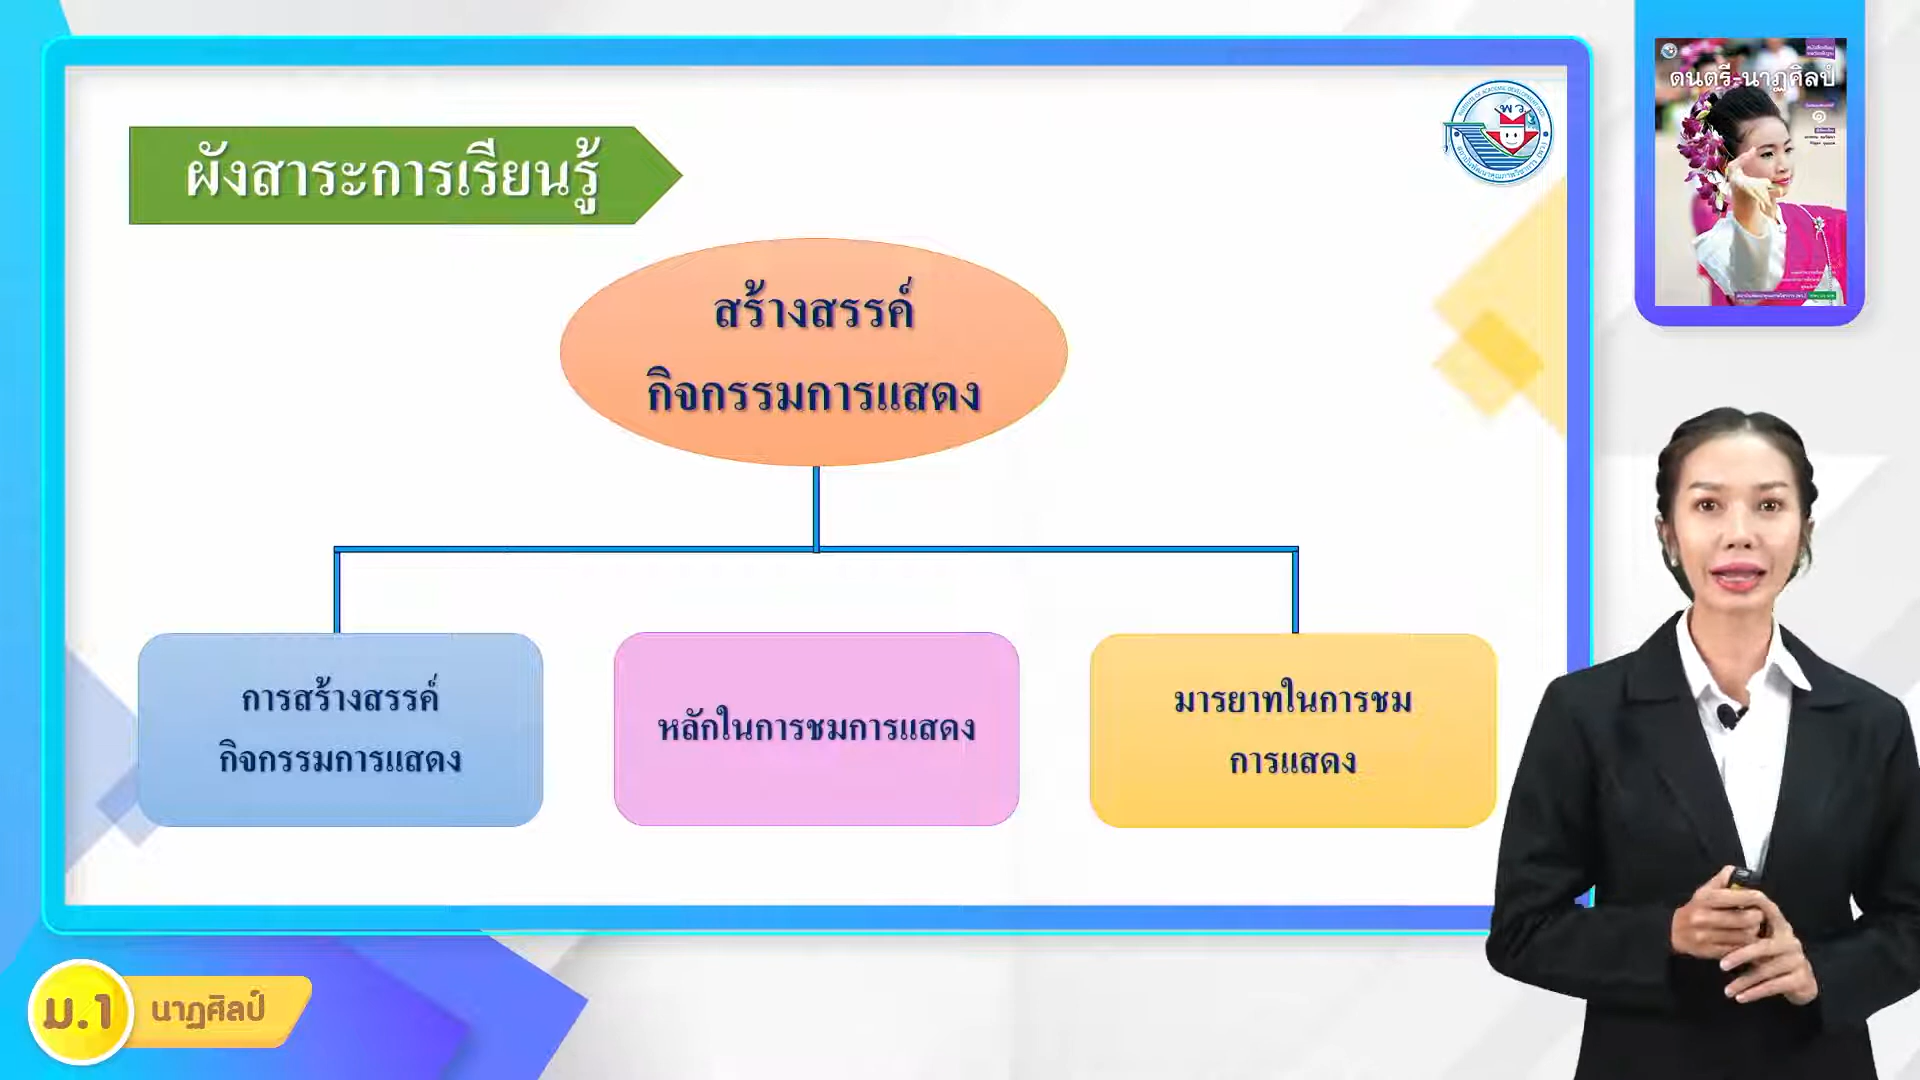 ผังสาระการเรียนรู้
สร้างสรรค์
กิจกรรมการแสดง
การสร้างสรรค์
กิจกรรมการแสดง
หลักในการชมการแสดง
มารยาทในการชม
การแสดง
พว
ดนตรี-นาฏศิลป์
๑
ม.1
นาฏศิลป์